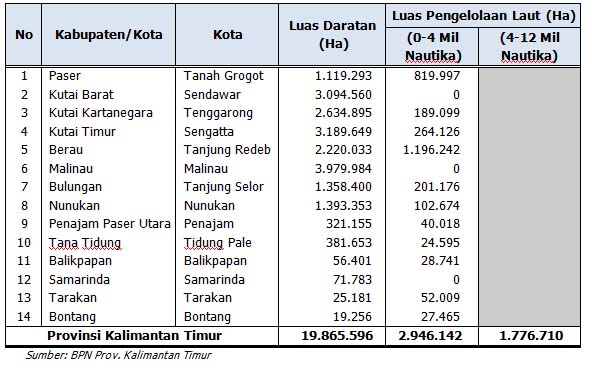 No Kabupaten/Kota Kota Luas Daratan (Ha) Luas Pengelolaan Laut (Ha)
(0-4 Mil Nautika) (4-12 Mil Nautika)
1 Paser Tanah Grogot 1.119.293 819.997
2 Kutai Barat Sendawar 3.094.560 0
3 Kutai Kartanegara Tenggarong 2.634.895 189.099
4 Kutai Timur Sengatta 3.189.649 264.126
5 Berau Tanjung Redeb 2.220.033 1.196.242
6 Malinau Malinau 3.979.984 0
7 Bulungan Tanjung Selor 1.358.400 201.176
8 Nunukan Nunukan 1.393.353 102.674
9 Penajam Paser Utara Penajam 321.155 40.018
10 Tana Tidung Tidung Pale 381.653 24.595
11 Balikpapan Balikpapan 56.401 28.741
12 Samarinda Samarinda 71.783 0
13 Tarakan Tarakan 25.181 52.009
14 Bontang Bontang 19.256 27.465
Provinsi Kalimantan Timur 19.865.596 2.946.142 1.776.710
Sumber: BPN Prov. Kalimantan Timur